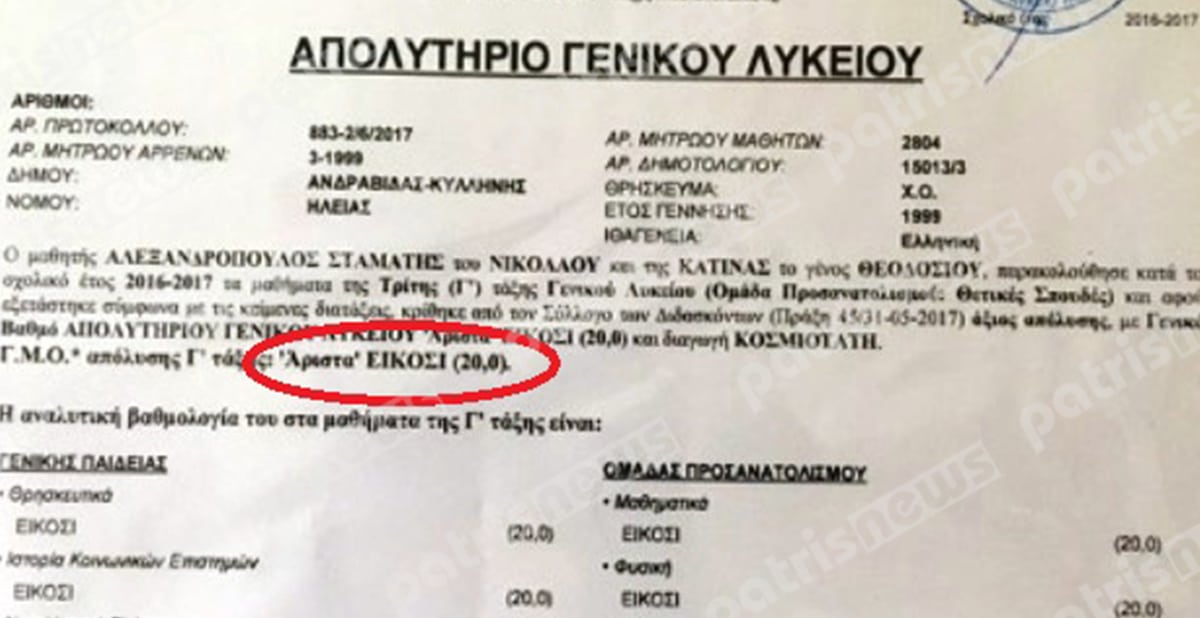 Σχολικό έτος 2016-2017
ΑΠΟΛΥΤΗΡΙΟ ΓΕΝΙΚΟΥ ΛΥΚΕΙΟΥ
ΑΡΙΘΜΟΙ:
ΑΡ. ΠΡΩΤΟΚΟΛΛΟΥ: 883-2/6/2017 ΑΡ. ΜΗΤΡΩΟΥ ΜΑΘΗΤΩΝ: 2804
ΑΡ. ΜΗΤΡΩΟΥ ΑΡΡΕΝΩΝ: 3-1999 ΑΡ. ΔΗΜΟΤΟΛΟΓΙΟΥ: 15013/3
ΔΗΜΟΥ: ΑΝΔΡΑΒΙΔΑΣ-ΚΥΛΛΗΝΗΣ ΘΡΗΣΚΕΥΜΑ: Χ.Ο.
ΝΟΜΟΥ: ΗΛΕΙΑΣ ΕΤΟΣ ΓΕΝΝΗΣΗΣ: 1999
ΙΘΑΓΕΝΕΙΑ: Ελληνική
Ο μαθητής ΑΛΕΞΑΝΔΡΟΠΟΥΛΟΣ ΣΤΑΜΑΤΗΣ του ΝΙΚΟΛΑΟΥ και της ΚΑΤΙΝΑΣ το γένος ΘΕΟΔΟΣΙΟΥ, παρακολούθησε κατά το
σχολικό έτος 2016-2017 τα μαθήματα της Τρίτης (Γ') τάξης Γενικού Λυκείου (Ομάδα Προσανατολισμού: Θετικές Σπουδές) και αφού
εξετάστηκε σύμφωνα με τις κείμενες διατάξεις, κρίθηκε από τον Σύλλογο των Διδασκόντων (Πράξη 45/31-05-2017) άξιος απόλυσης, με Γενικό
Βαθμό ΑΠΟΛΥΤΗΡΙΟΥ ΓΕΝΙΚΟΥ ΛΥΚΕΙΟΥ "Άριστα" ΕΙΚΟΣΙ (20,0) και διαγωγή ΚΟΣΜΙΟΤΑΤΗ.
Γ.Μ.Ο.* απόλυσης Γ' τάξης: "Άριστα" ΕΙΚΟΣΙ (20,0).
Η αναλυτική βαθμολογία του στα μαθήματα της Γ' τάξης είναι:
ΓΕΝΙΚΗΣ ΠΑΙΔΕΙΑΣ ΟΜΑΔΑΣ ΠΡΟΣΑΝΑΤΟΛΙΣΜΟΥ
• Θρησκευτικά • Μαθηματικά
ΕΙΚΟΣΙ (20,0) ΕΙΚΟΣΙ (20,0)
• Ιστορία Κοινωνικών Επιστημών • Φυσική
ΕΙΚΟΣΙ (20,0) ΕΙΚΟΣΙ (20,0)
patrisnews